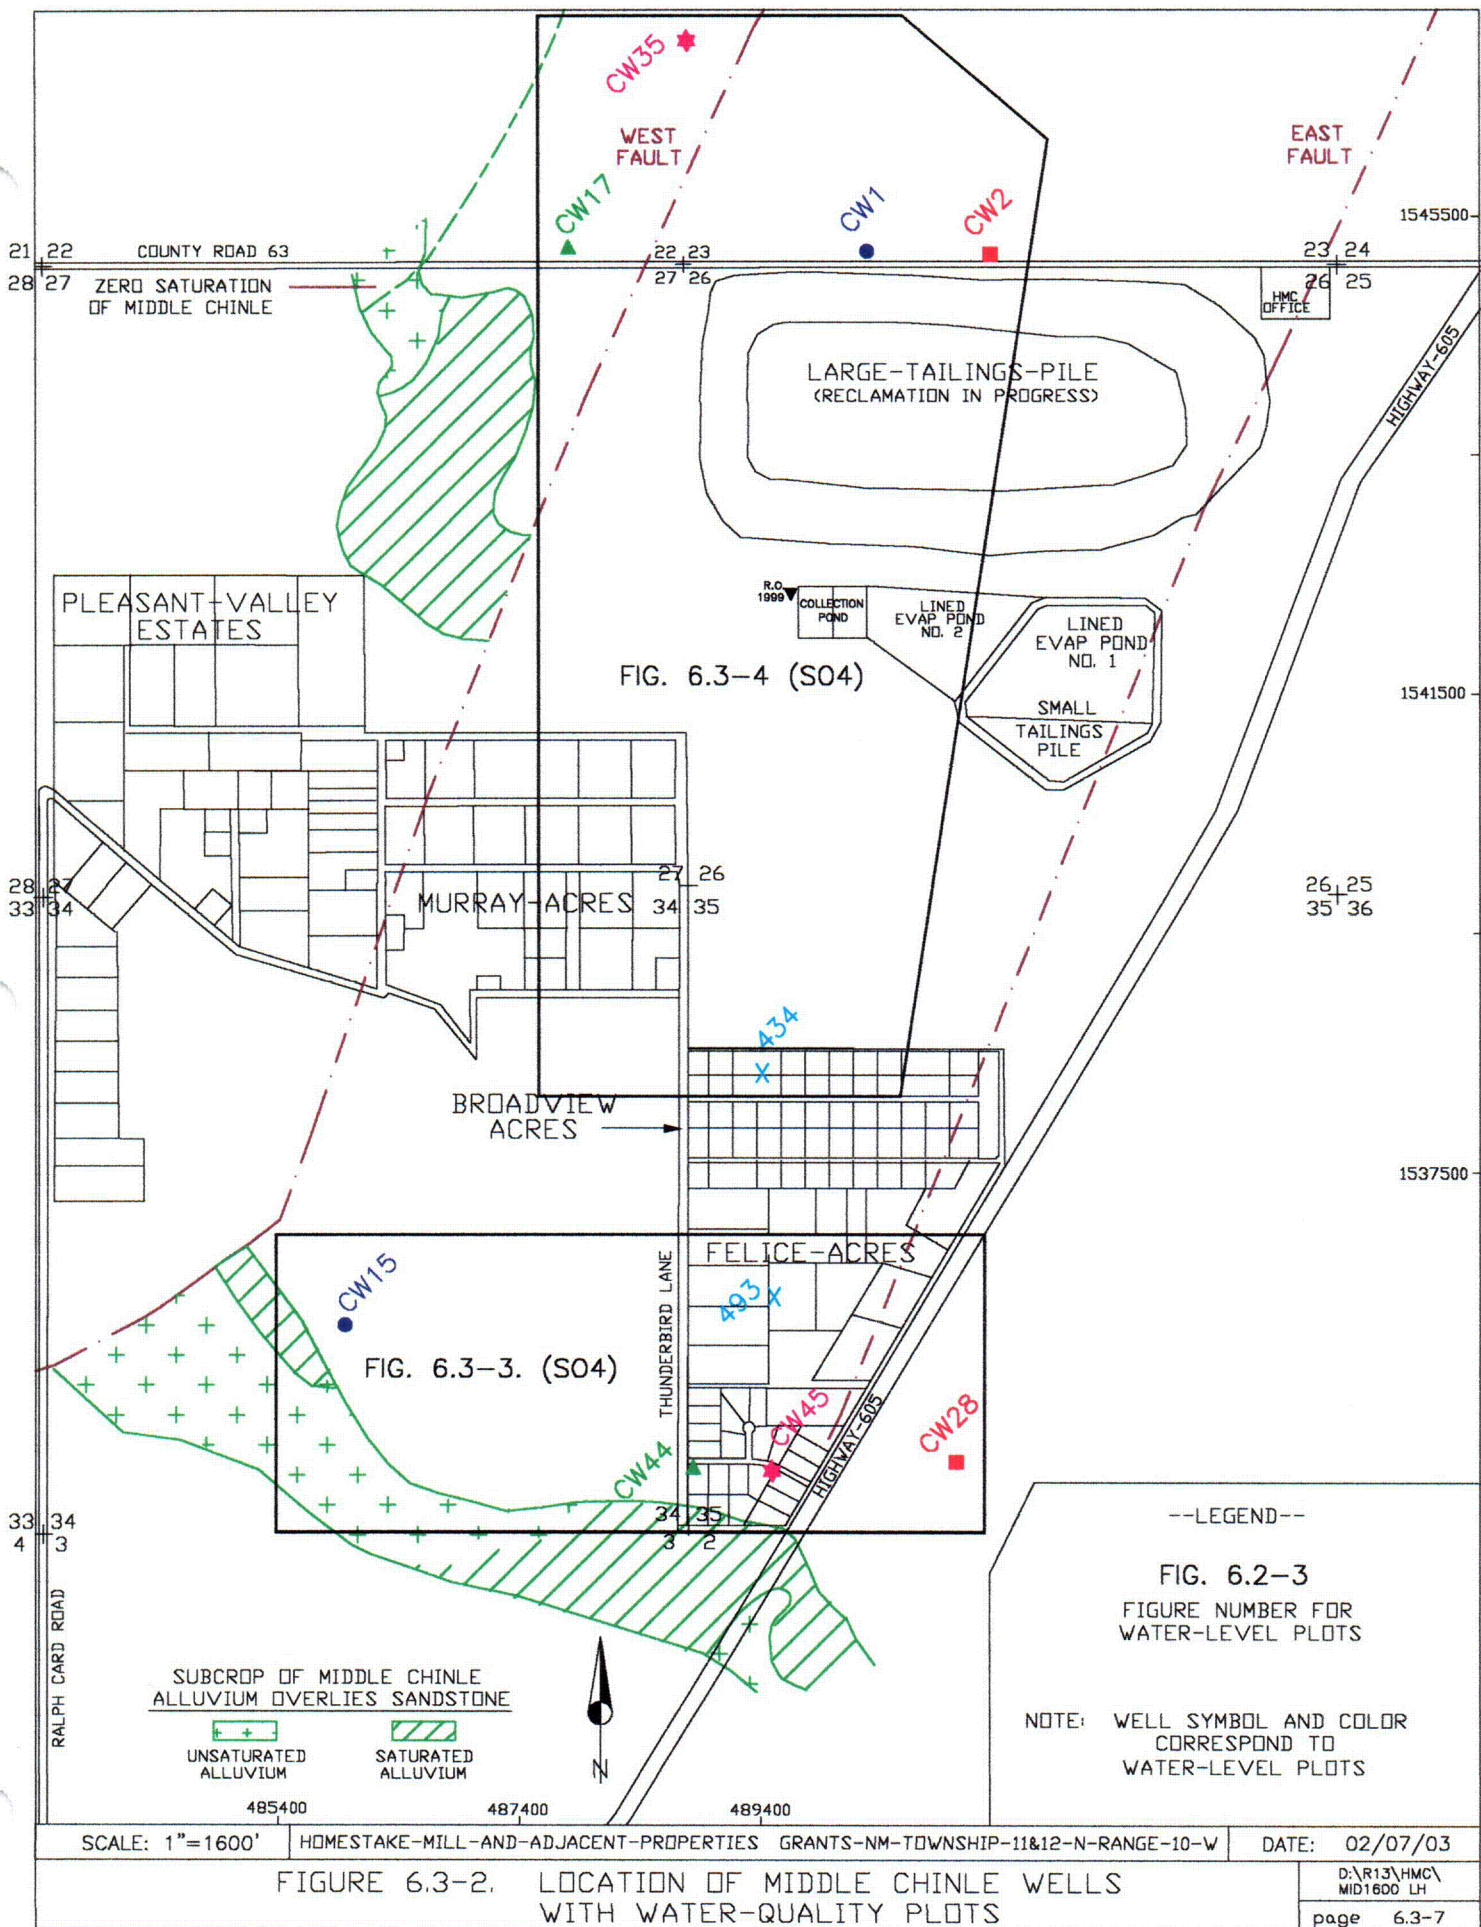 CW35
WEST
FAULT
EAST
FAULT
CW17
CW1
CW2
1545500
21 22
COUNTY ROAD 63
22 23
23 24
28 27
27 26
26 25
ZERO SATURATION
OF MIDDLE CHINLE
HMC
OFFICE
HIGHWAY-605
LARGE-TAILINGS-PILE
(RECLAMATION IN PROGRESS)
R.O.
1999
COLLECTION
POND
LINED
EVAP POND
NO. 2
LINED
EVAP POND
NO. 1
PLEASANT-VALLEY
ESTATES
FIG. 6.3-4 (SO4)
1541500
SMALL
TAILINGS
PILE
28 27
33 34
27 26
34 35
26 25
35 36
MURRAY-ACRES
434
BROADVIEW
ACRES
1537500
FELICE-ACRES
THUNDERBIRD LANE
CW15
493
FIG. 6.3-3. (SO4)
CW45
HIGHWAY-605
CW28
CW44
33 34
4 3
34 35
3 2
--LEGEND--
FIG. 6.2-3
FIGURE NUMBER FOR
WATER-LEVEL PLOTS
NOTE: WELL SYMBOL AND COLOR
CORRESPOND TO
WATER-LEVEL PLOTS
RALPH CARD ROAD
SUBCROP OF MIDDLE CHINLE
ALLUVIUM OVERLIES SANDSTONE
UNSATURATED
ALLUVIUM
SATURATED
ALLUVIUM
N
485400
487400
489400
SCALE: 1"=1600'
HOMESTAKE-MILL-AND-ADJACENT-PROPERTIES GRANTS-NM-TOWNSHIP-11&12-N-RANGE-10-W
DATE: 02/07/03
FIGURE 6.3-2. LOCATION OF MIDDLE CHINLE WELLS
WITH WATER-QUALITY PLOTS
D:\R13\HMC\
MID1600 LH
page 6.3-7